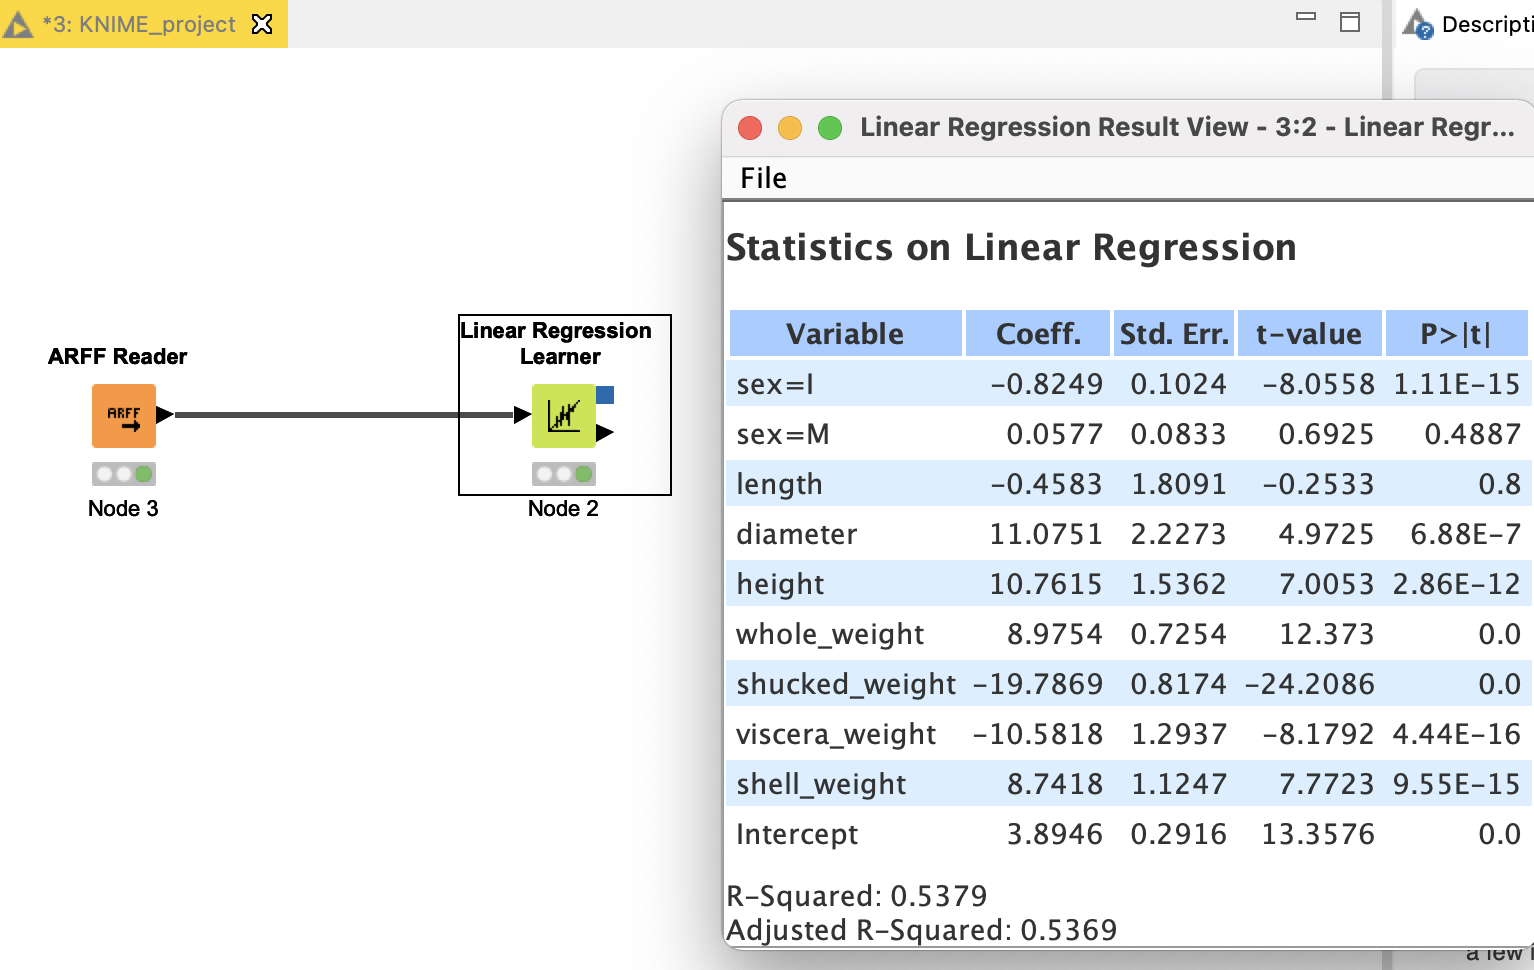 *3: KNIME_project
Descripti
Linear Regression Result View - 3:2 - Linear Regr...
File
Statistics on Linear Regression
Variable Coeff. Std. Err. t-value P>|t|
sex=I -0.8249 0.1024 -8.0558 1.11E-15
sex=M 0.0577 0.0833 0.6925 0.4887
length -0.4583 1.8091 -0.2533 0.8
diameter 11.0751 2.2273 4.9725 6.88E-7
height 10.7615 1.5362 7.0053 2.86E-12
whole_weight 8.9754 0.7254 12.373 0.0
shucked_weight -19.7869 0.8174 -24.2086 0.0
viscera_weight -10.5818 1.2937 -8.1792 4.44E-16
shell_weight 8.7418 1.1247 7.7723 9.55E-15
Intercept 3.8946 0.2916 13.3576 0.0
R-Squared: 0.5379
Adjusted R-Squared: 0.5369
ARFF Reader
ARFF
Node 3
Linear Regression
Learner
Node 2
a few